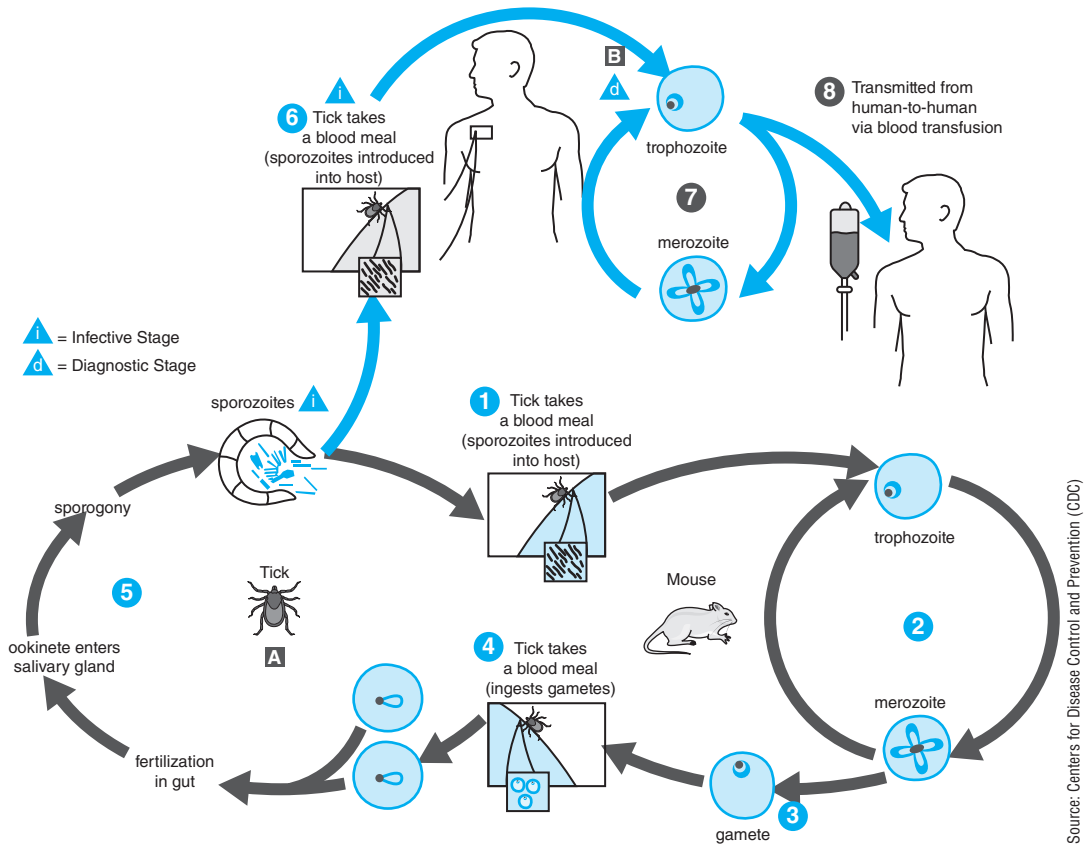 B
i
d
8 Transmitted from
human-to-human
via blood transfusion
6 Tick takes
a blood meal
(sporozoites introduced
into host)
trophozoite
7
merozoite
i = Infective Stage
d = Diagnostic Stage
sporozoites i
1 Tick takes
a blood meal
(sporozoites introduced
into host)
sporogony
trophozoite
Tick
Mouse
5
2
A
ookinete enters
salivary gland
4 Tick takes
a blood meal
(ingests gametes)
merozoite
fertilization
in gut
3
gamete
Source: Centers for Disease Control and Prevention (CDC)